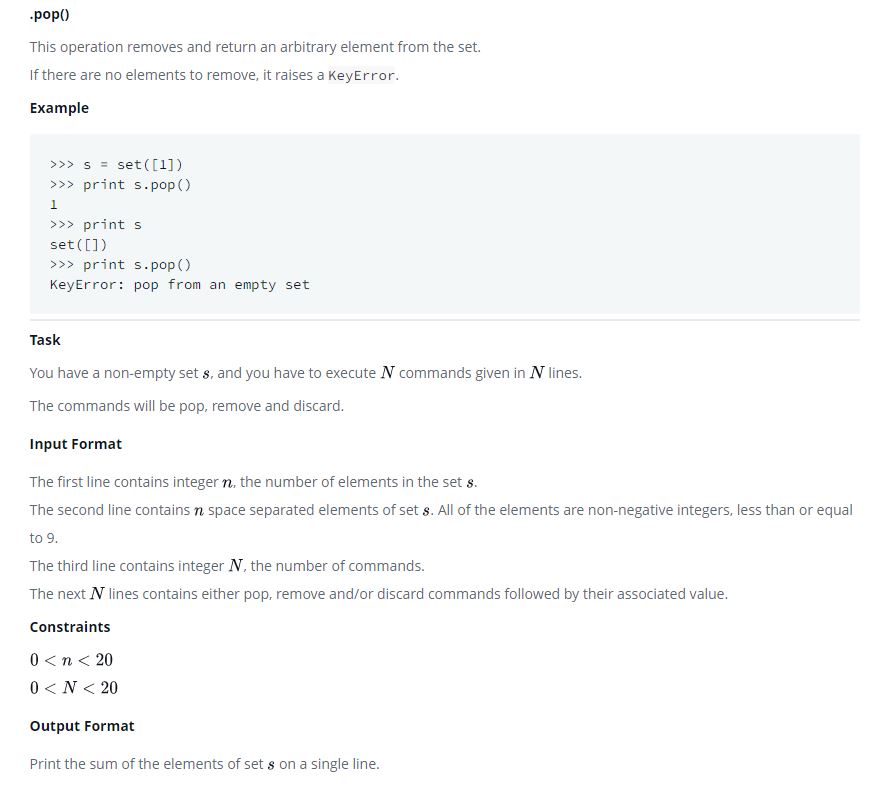 .pop()
This operation removes and return an arbitrary element from the set.
If there are no elements to remove, it raises a KeyError.
Example
>>> s = set([1])
>>> print s.pop()
1
>>> print s
set([])
>>> print s.pop()
KeyError: pop from an empty set
Task
You have a non-empty set s, and you have to execute N commands given in N lines.
The commands will be pop, remove and discard.
Input Format
The first line contains integer n, the number of elements in the set s.
The second line contains n space separated elements of set s. All of the elements are non-negative integers, less than or equal
to 9.
The third line contains integer N, the number of commands.
The next N lines contains either pop, remove and/or discard commands followed by their associated value.
Constraints
0 < n < 20
0 < N < 20
Output Format
Print the sum of the elements of set s on a single line.